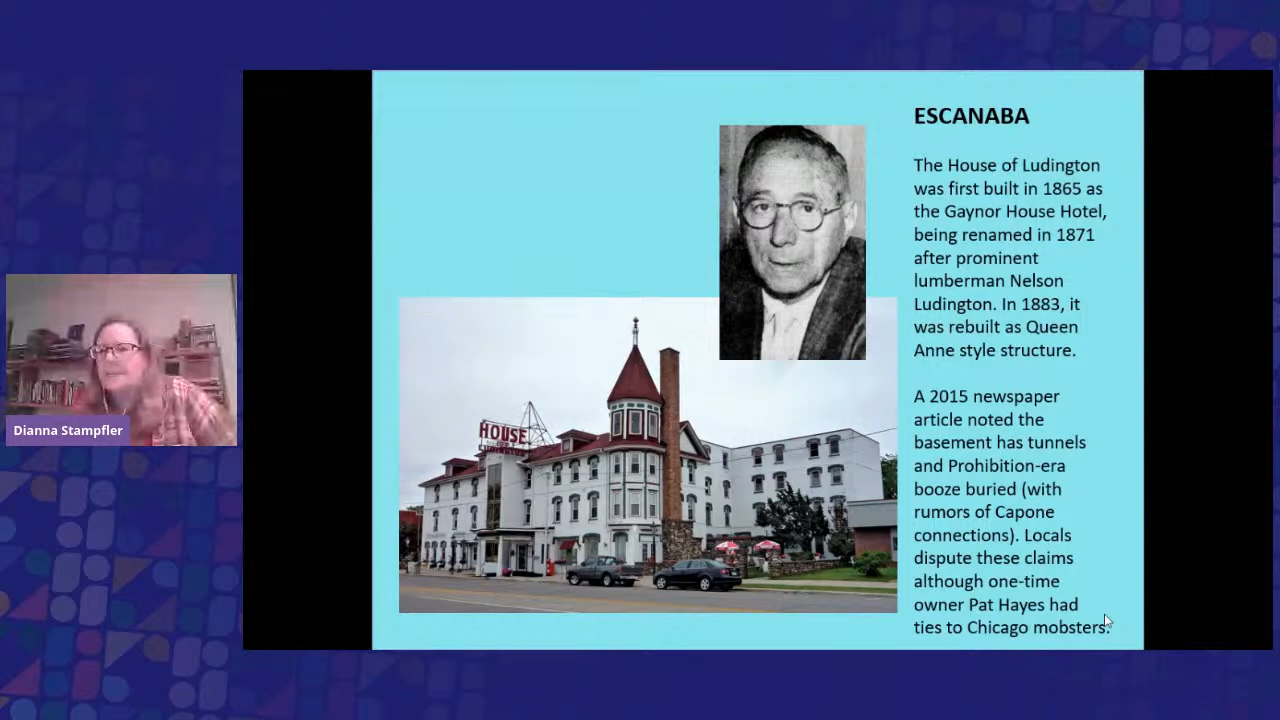 ESCANABA
The House of Ludington
was first built in 1865 as
the Gaynor House Hotel,
being renamed in 1871
after prominent
lumberman Nelson
Ludington. In 1883, it
was rebuilt as Queen
Anne style structure.
A 2015 newspaper
article noted the
basement has tunnels
and Prohibition-era
booze buried (with
rumors of Capone
connections). Locals
dispute these claims
although one-time
owner Pat Hayes had
ties to Chicago mobsters.
HOUSE
LUDINGTON
Dianna Stampfler